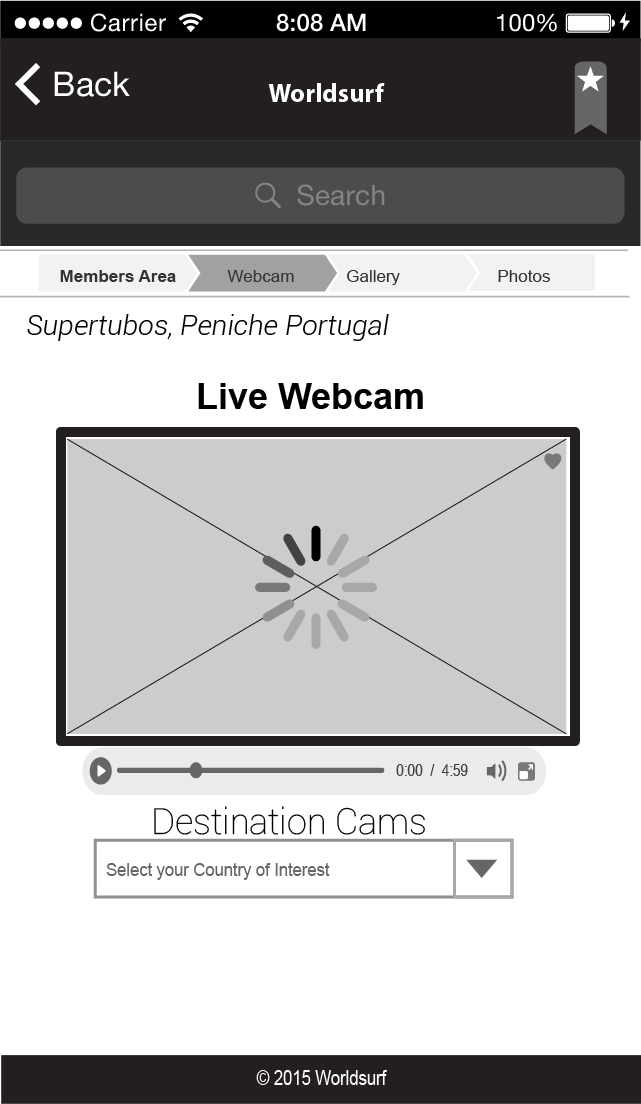 Carrier 8:08 AM 100%
Back Worldsurf
Search
Members Area Webcam Gallery Photos
Supertubos, Peniche Portugal
Live Webcam
0:00 / 4:59
Destination Cams
Select your Country of Interest
© 2015 Worldsurf